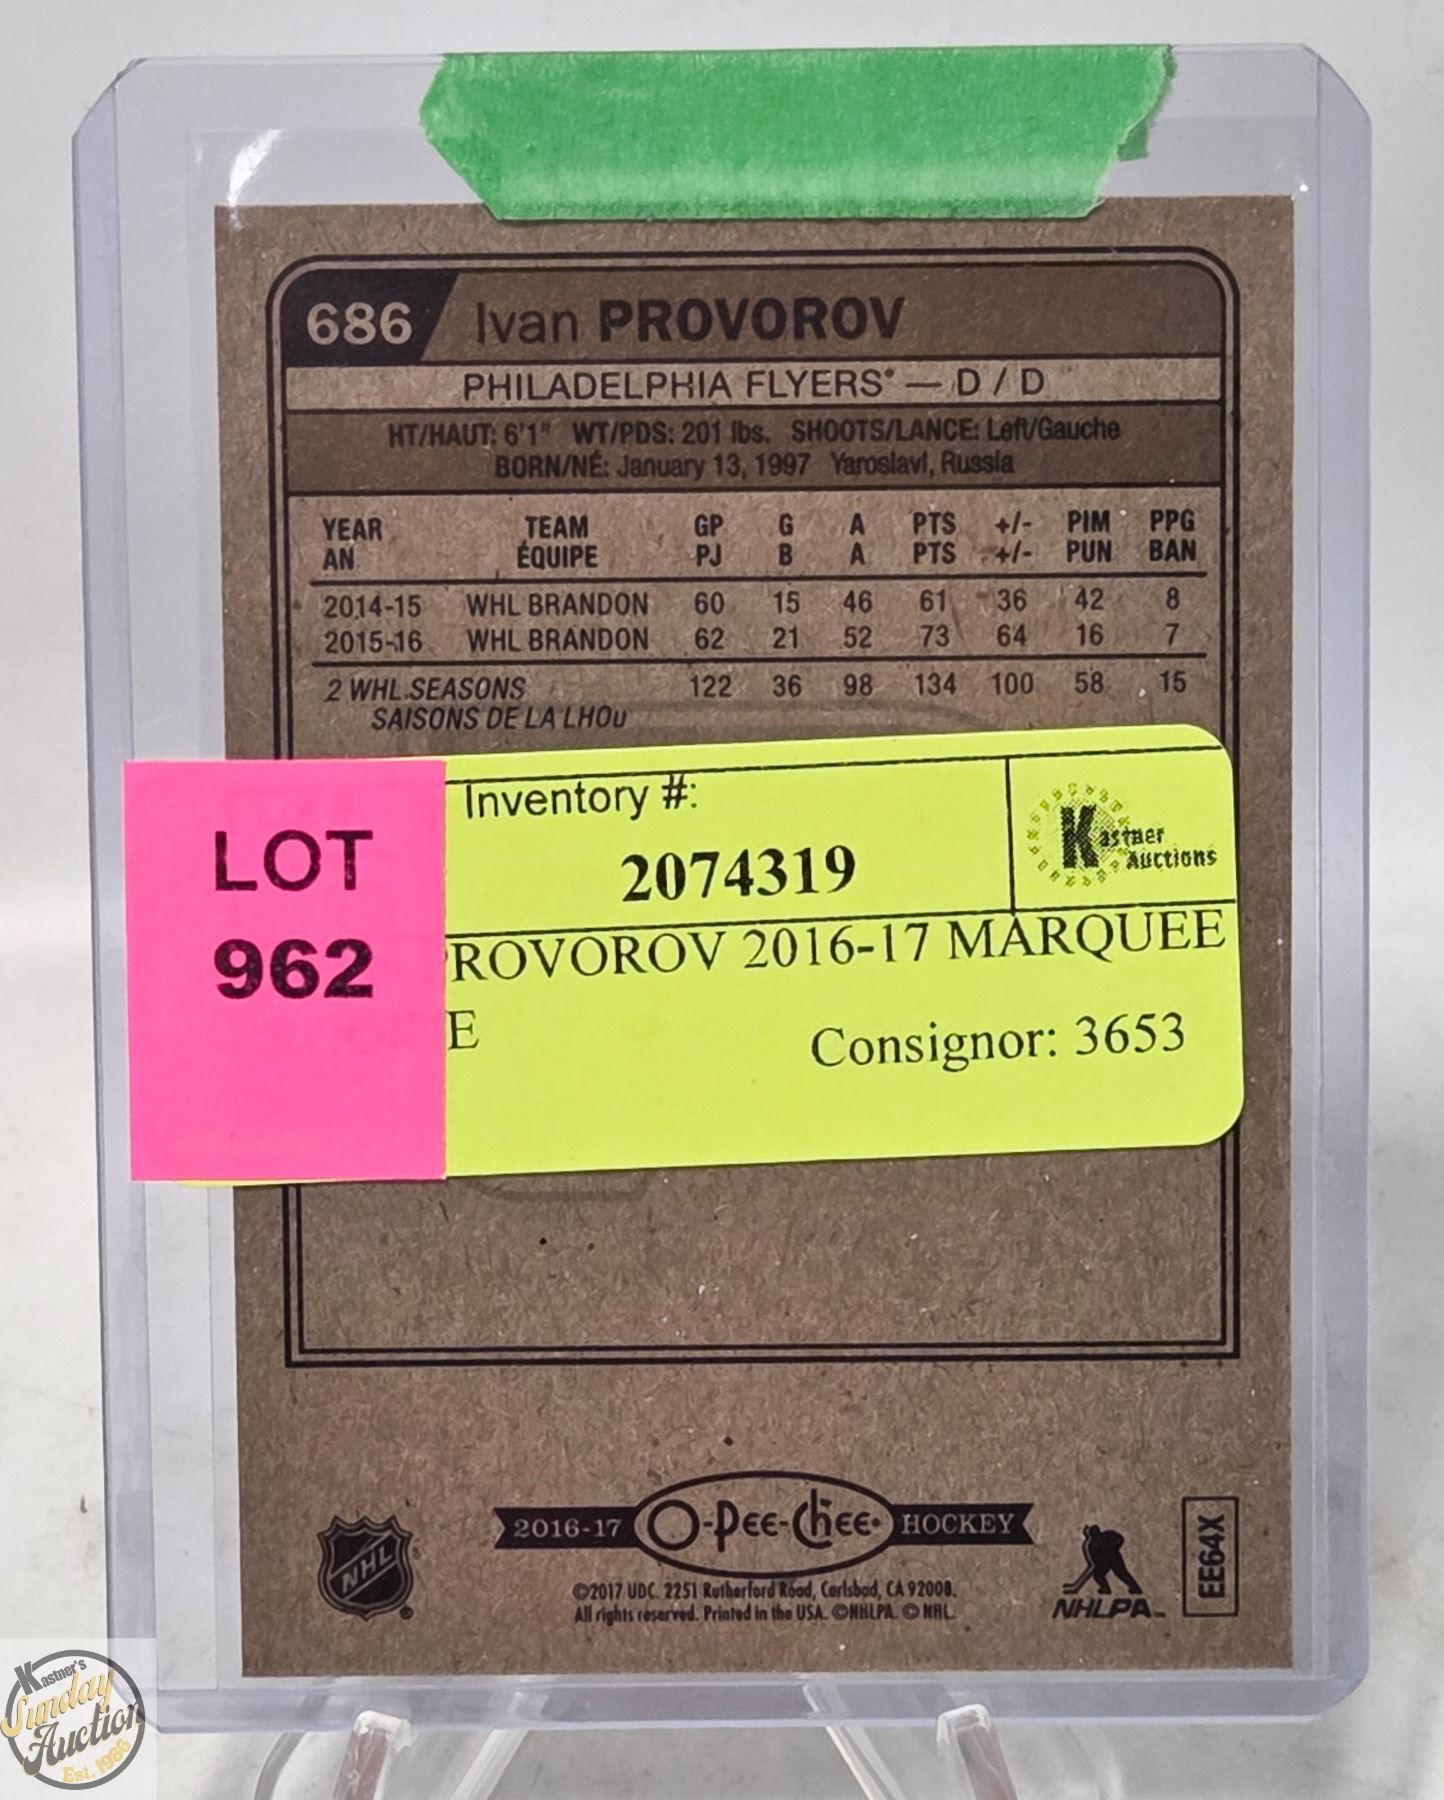 686 Ivan PROVOROV
PHILADELPHIA FLYERS® — D / D
HT/HAUT: 6'1" WT/PDS: 201 lbs. SHOOTS/LANCE: Left/Gauche
BORN/NÉ: January 13, 1997 Yaroslavl, Russia
YEAR TEAM GP G A PTS +/- PIM PPG
AN ÉQUIPE PJ B A PTS +/- PUN BAN
2014-15 WHL BRANDON 60 15 46 61 36 42 8
2015-16 WHL BRANDON 62 21 52 73 64 16 7
2 WHL SEASONS 122 36 98 134 100 58 15
SAISONS DE LA LHOu
LOT
962
Inventory #:
2074319
Kastner
Auctions
ROVOROV 2016-17 MARQUEE
E
Consignor: 3653
2016-17 O-Pee-Chee® HOCKEY
NHL®
©2017 UDC. 2251 Rutherford Road, Carlsbad, CA 92008.
All rights reserved. Printed in the USA. ©NHLPA. © NHL.
NHLPA™
EE64X
Kastner's
Sunday
Auction
Est. 1986